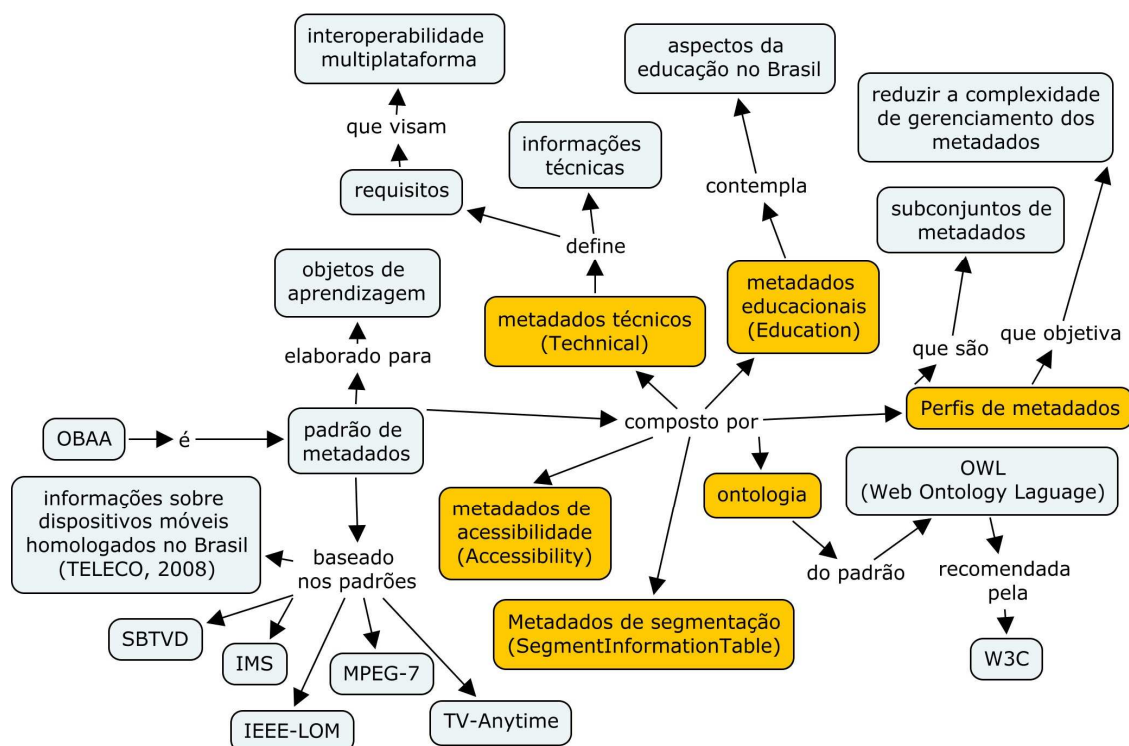 interoperabilidade
multiplataforma
aspectos da
educação no Brasil
reduzir a complexidade
de gerenciamento dos
metadados
que visam
informações
técnicas
requisitos
contempla
subconjuntos de
metadados
define
objetos de
aprendizagem
metadados técnicos
(Technical)
metadados
educacionais
(Education)
que são
que objetiva
elaborado para
OBAA
é
padrão de
metadados
composto por
Perfis de metadados
informações sobre
dispositivos móveis
homologados no Brasil
(TELECO, 2008)
baseado
nos padrões
metadados de
acessibilidade
(Accessibility)
ontologia
OWL
(Web Ontology Laguage)
do padrão
recomendada
pela
Metadados de segmentação
(SegmentInformationTable)
W3C
SBTVD
IMS
MPEG-7
IEEE-LOM
TV-Anytime